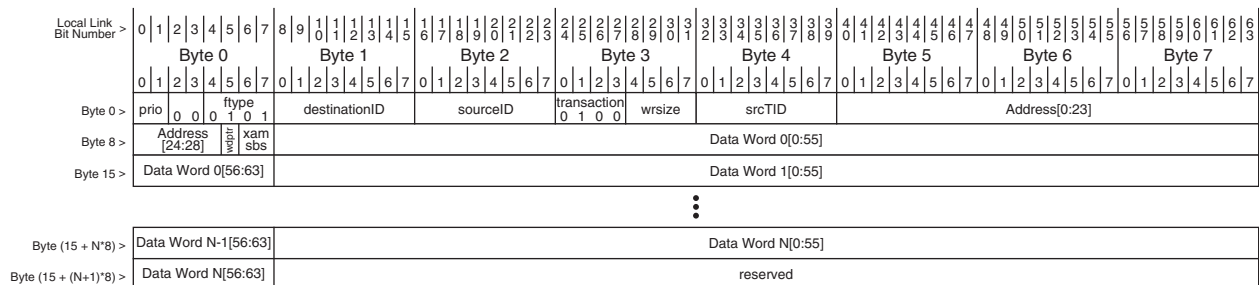 Local Link
Bit Number > 0 1 2 3 4 5 6 7 8 9 10 11 12 13 14 15 16 17 18 19 20 21 22 23 24 25 26 27 28 29 30 31 32 33 34 35 36 37 38 39 40 41 42 43 44 45 46 47 48 49 50 51 52 53 54 55 56 57 58 59 60 61 62 63
Byte 0 Byte 1 Byte 2 Byte 3 Byte 4 Byte 5 Byte 6 Byte 7
0 1 2 3 4 5 6 7 0 1 2 3 4 5 6 7 0 1 2 3 4 5 6 7 0 1 2 3 4 5 6 7 0 1 2 3 4 5 6 7 0 1 2 3 4 5 6 7 0 1 2 3 4 5 6 7 0 1 2 3 4 5 6 7
Byte 0 > prio 0 0 ftype 0 1 0 1 destinationID sourceID transaction 0 1 0 0 wrsize srcTID Address[0:23]
Byte 8 > Address [24:28] wdptr xam sbs Data Word 0[0:55]
Byte 15 > Data Word 0[56:63] Data Word 1[0:55]
Byte (15 + N*8) > Data Word N-1[56:63] Data Word N[0:55]
Byte (15 + (N+1)*8) > Data Word N[56:63] reserved